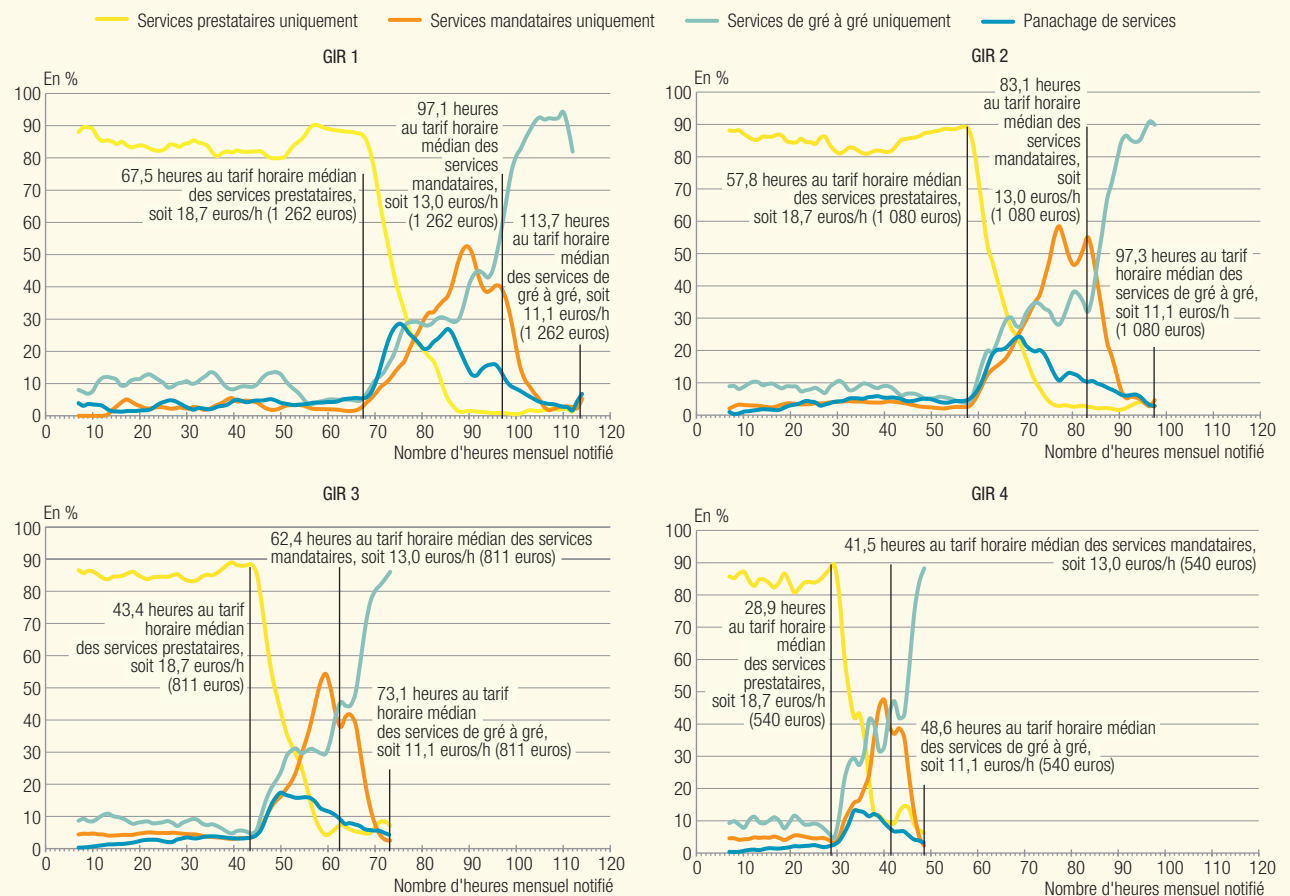 Services prestataires uniquement
Services mandataires uniquement
Services de gré à gré uniquement
Panachage de services
GIR 1
En %
100
90
80
70
60
50
40
30
20
10
0
97,1 heures
au tarif horaire
médian des
services
mandataires,
soit 13,0 euros/h
(1 262 euros)
67,5 heures au tarif horaire médian
des services prestataires,
soit 18,7 euros/h (1 262 euros)
113,7 heures
au tarif horaire
médian
des services de
gré à gré, soit
11,1 euros/h
(1 262 euros)
0 10 20 30 40 50 60 70 80 90 100 110 120
Nombre d'heures mensuel notifié
GIR 2
En %
100
90
80
70
60
50
40
30
20
10
0
83,1 heures
au tarif horaire
médian des
services
mandataires,
soit
13,0 euros/h
(1 080 euros)
57,8 heures au tarif horaire médian
des services prestataires,
soit 18,7 euros/h (1 080 euros)
97,3 heures au tarif
horaire médian des
services de gré à gré,
soit 11,1 euros/h
(1 080 euros)
0 10 20 30 40 50 60 70 80 90 100 110 120
Nombre d'heures mensuel notifié
GIR 3
En %
100
90
80
70
60
50
40
30
20
10
0
62,4 heures au tarif horaire médian des services
mandataires, soit 13,0 euros/h (811 euros)
43,4 heures au tarif
horaire médian
des services prestataires,
soit 18,7 euros/h
(811 euros)
73,1 heures au tarif
horaire médian
des services de gré à gré,
soit 11,1 euros/h (811 euros)
0 10 20 30 40 50 60 70 80 90 100 110 120
Nombre d'heures mensuel notifié
GIR 4
En %
100
90
80
70
60
50
40
30
20
10
0
41,5 heures au tarif horaire médian des services mandataires,
soit 13,0 euros/h (540 euros)
28,9 heures
au tarif horaire
médian
des services
prestataires,
soit 18,7 euros/h
(540 euros)
48,6 heures au tarif horaire médian
des services de gré à gré,
soit 11,1 euros/h (540 euros)
0 10 20 30 40 50 60 70 80 90 100 110 120
Nombre d'heures mensuel notifié